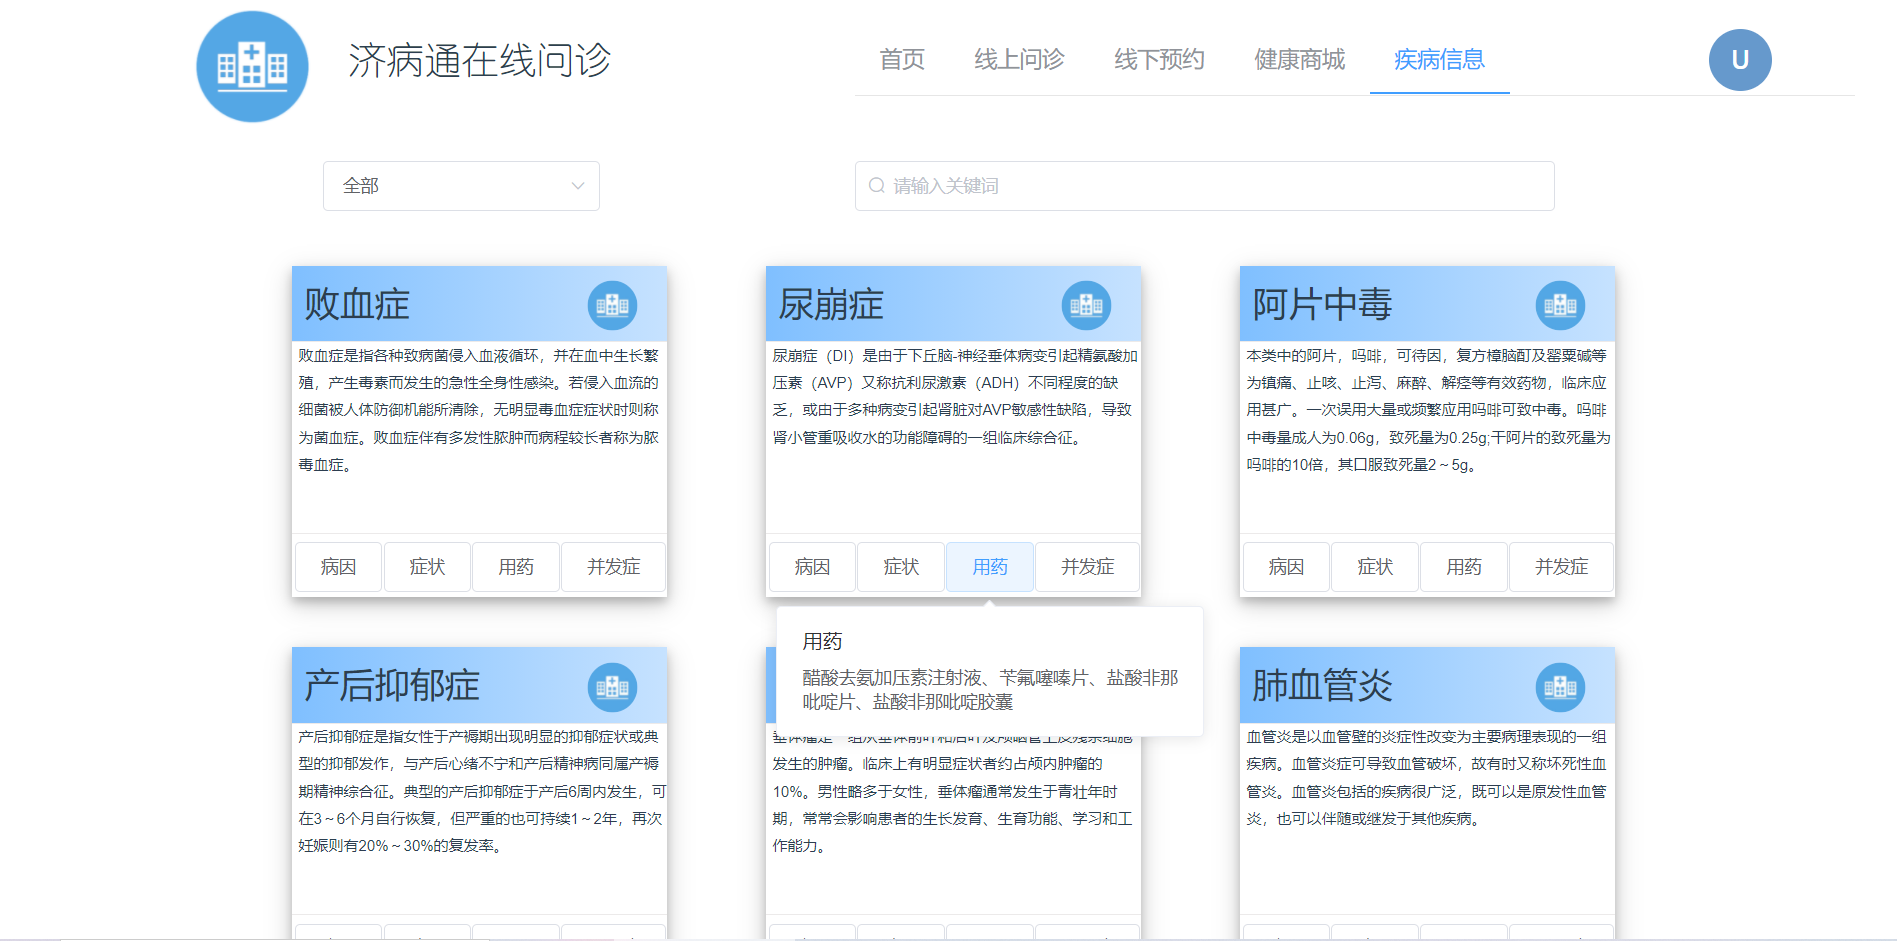 济病通在线问诊
首页
线上问诊
线下预约
健康商城
疾病信息
U
全部
请输入关键词
败血症
败血症是指各种致病菌侵入血液循环，并在血中生长繁
殖，产生毒素而发生的急性全身性感染。若侵入血流的
细菌被人体防御机能所清除，无明显毒血症症状时则称
为菌血症。败血症伴有多发性脓肿而病程较长者称为脓
毒血症。
病因
症状
用药
并发症
尿崩症
尿崩症（DI）是由于下丘脑-神经垂体病变引起精氨酸加
压素（AVP）又称抗利尿激素（ADH）不同程度的缺
乏，或由于多种病变引起肾脏对AVP敏感性缺陷，导致
肾小管重吸收水的功能障碍的一组临床综合征。
病因
症状
用药
并发症
阿片中毒
本类中的阿片，吗啡，可待因，复方樟脑酊及罂粟碱等
为镇痛、止咳、止泻、麻醉、解痉等有效药物，临床应
用甚广。一次误用大量或频繁应用吗啡可致中毒。吗啡
中毒量成人为0.06g，致死量为0.25g;干阿片的致死量为
吗啡的10倍，其口服致死量2～5g。
病因
症状
用药
并发症
用药
醋酸去氨加压素注射液、苄氟噻嗪片、盐酸非那
吡啶片、盐酸非那吡啶胶囊
产后抑郁症
产后抑郁症是指女性于产褥期出现明显的抑郁症状或典
型的抑郁发作，与产后心绪不宁和产后精神病同属产褥
期精神综合征。典型的产后抑郁症于产后6周内发生，可
在3～6个月自行恢复，但严重的也可持续1～2年，再次
妊娠则有20%～30%的复发率。
垂体瘤是一组从垂体前叶和后叶及颅咽管上皮残余细胞
发生的肿瘤。临床上有明显症状者约占颅内肿瘤的
10%。男性略多于女性，垂体瘤通常发生于青壮年时
期，常常会影响患者的生长发育、生育功能、学习和工
作能力。
肺血管炎
血管炎是以血管壁的炎症性改变为主要病理表现的一组
疾病。血管炎症可导致血管破坏，故有时又称坏死性血
管炎。血管炎包括的疾病很广泛，既可以是原发性血管
炎，也可以伴随或继发于其他疾病。